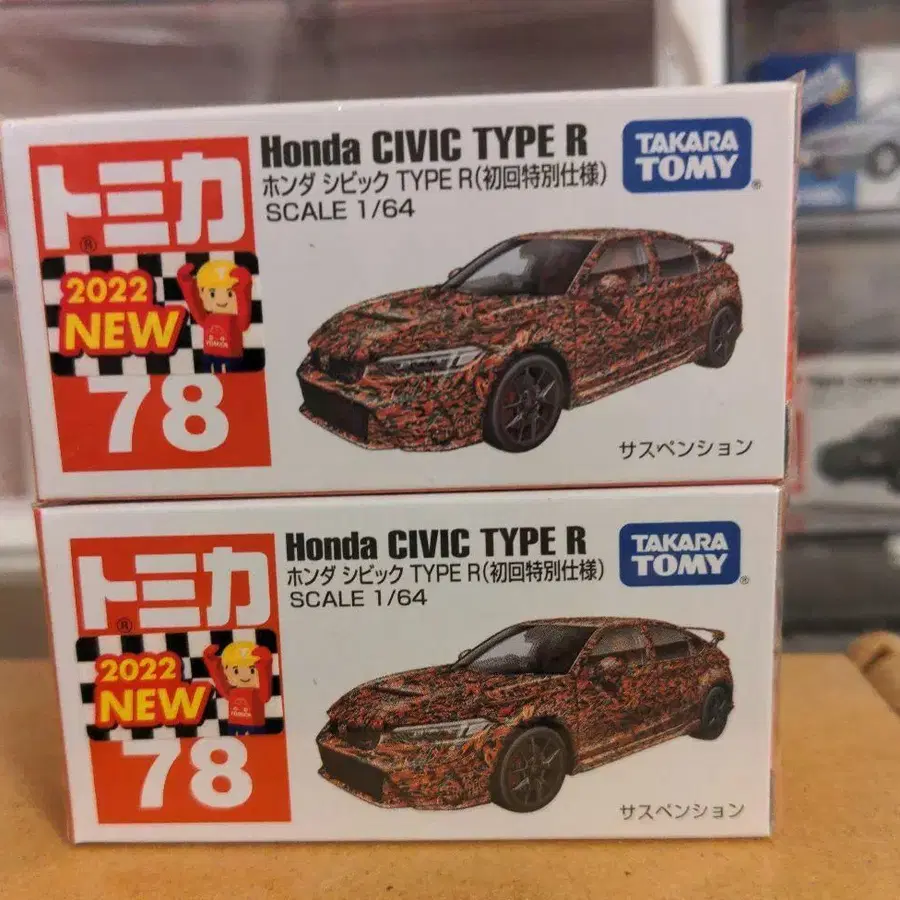 Honda CIVIC TYPE R
ホンダ シビック TYPE R(初回特別仕様)
SCALE 1/64
TAKARA
TOMY
®
トミカ
®
2022
NEW
78
サスペンション
Honda CIVIC TYPE R
ホンダ シビック TYPE R(初回特別仕様)
SCALE 1/64
TAKARA
TOMY
®
トミカ
®
2022
NEW
78
サスペンション